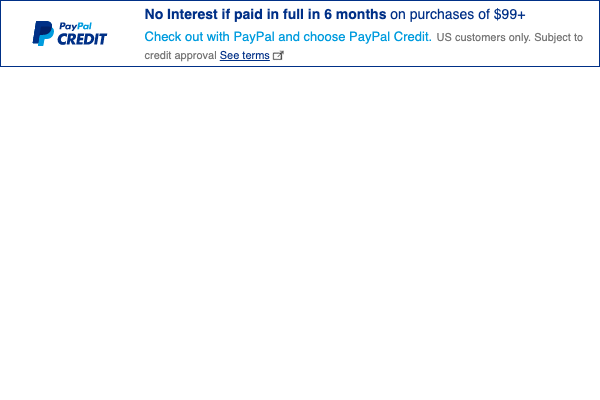 PayPal
CREDIT
No Interest if paid in full in 6 months on purchases of $99+
Check out with PayPal and choose PayPal Credit. US customers only. Subject to
credit approval See terms